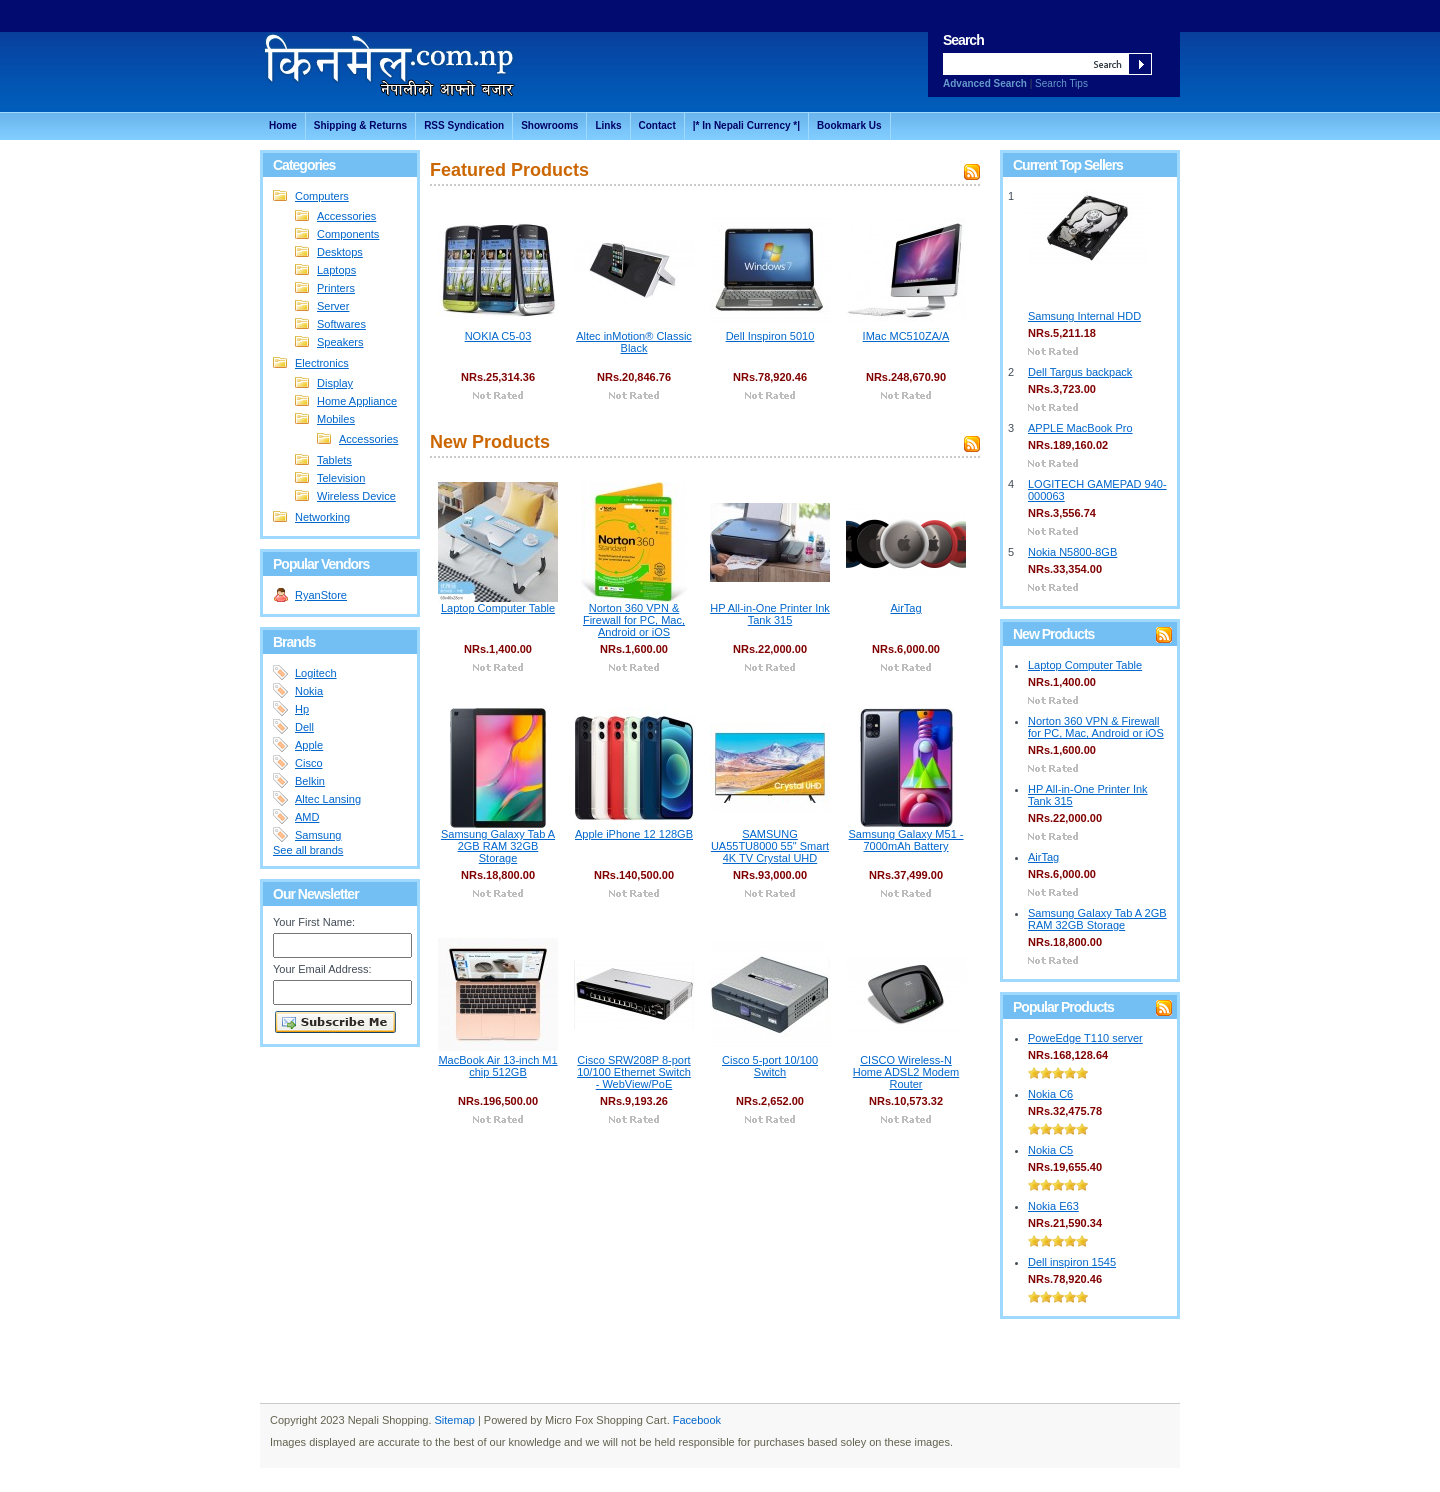 किनमेल.com.np
नेपालीको आफ्नो बजार
Search
Search
Advanced Search | Search Tips
Home
Shipping & Returns
RSS Syndication
Showrooms
Links
Contact
|* In Nepali Currency *|
Bookmark Us
Categories
Computers
Accessories
Components
Desktops
Laptops
Printers
Server
Softwares
Speakers
Electronics
Display
Home Appliance
Mobiles
Accessories
Tablets
Television
Wireless Device
Networking
Popular Vendors
RyanStore
Brands
Logitech
Nokia
Hp
Dell
Apple
Cisco
Belkin
Altec Lansing
AMD
Samsung
See all brands
Our Newsletter
Your First Name:
Your Email Address:
Subscribe Me
Featured Products
Windows 7
NOKIA C5-03
NRs.25,314.36
Not Rated
Altec inMotion® Classic
Black
NRs.20,846.76
Not Rated
Dell Inspiron 5010
NRs.78,920.46
Not Rated
IMac MC510ZA/A
NRs.248,670.90
Not Rated
New Products
Laptop Computer Table
NRs.1,400.00
Not Rated
Norton
Norton 360
Standard
Norton 360 VPN &
Firewall for PC, Mac,
Android or iOS
NRs.1,600.00
Not Rated
HP All-in-One Printer Ink
Tank 315
NRs.22,000.00
Not Rated
AirTag
NRs.6,000.00
Not Rated
Samsung Galaxy Tab A
2GB RAM 32GB
Storage
NRs.18,800.00
Not Rated
Apple iPhone 12 128GB
NRs.140,500.00
Not Rated
Crystal UHD
SAMSUNG
UA55TU8000 55" Smart
4K TV Crystal UHD
NRs.93,000.00
Not Rated
SAMSUNG
Samsung Galaxy M51 -
7000mAh Battery
NRs.37,499.00
Not Rated
MacBook Air 13-inch M1
chip 512GB
NRs.196,500.00
Not Rated
Cisco SRW208P 8-port
10/100 Ethernet Switch
- WebView/PoE
NRs.9,193.26
Not Rated
Cisco 5-port 10/100
Switch
NRs.2,652.00
Not Rated
CISCO Wireless-N
Home ADSL2 Modem
Router
NRs.10,573.32
Not Rated
Current Top Sellers
1
Samsung Internal HDD
NRs.5,211.18
Not Rated
2 Dell Targus backpack
NRs.3,723.00
Not Rated
3 APPLE MacBook Pro
NRs.189,160.02
Not Rated
4 LOGITECH GAMEPAD 940-
000063
NRs.3,556.74
Not Rated
5 Nokia N5800-8GB
NRs.33,354.00
Not Rated
New Products
Laptop Computer Table
NRs.1,400.00
Not Rated
Norton 360 VPN & Firewall
for PC, Mac, Android or iOS
NRs.1,600.00
Not Rated
HP All-in-One Printer Ink
Tank 315
NRs.22,000.00
Not Rated
AirTag
NRs.6,000.00
Not Rated
Samsung Galaxy Tab A 2GB
RAM 32GB Storage
NRs.18,800.00
Not Rated
Popular Products
PoweEdge T110 server
NRs.168,128.64
Nokia C6
NRs.32,475.78
Nokia C5
NRs.19,655.40
Nokia E63
NRs.21,590.34
Dell inspiron 1545
NRs.78,920.46
Copyright 2023 Nepali Shopping. Sitemap | Powered by Micro Fox Shopping Cart. Facebook
Images displayed are accurate to the best of our knowledge and we will not be held responsible for purchases based soley on these images.